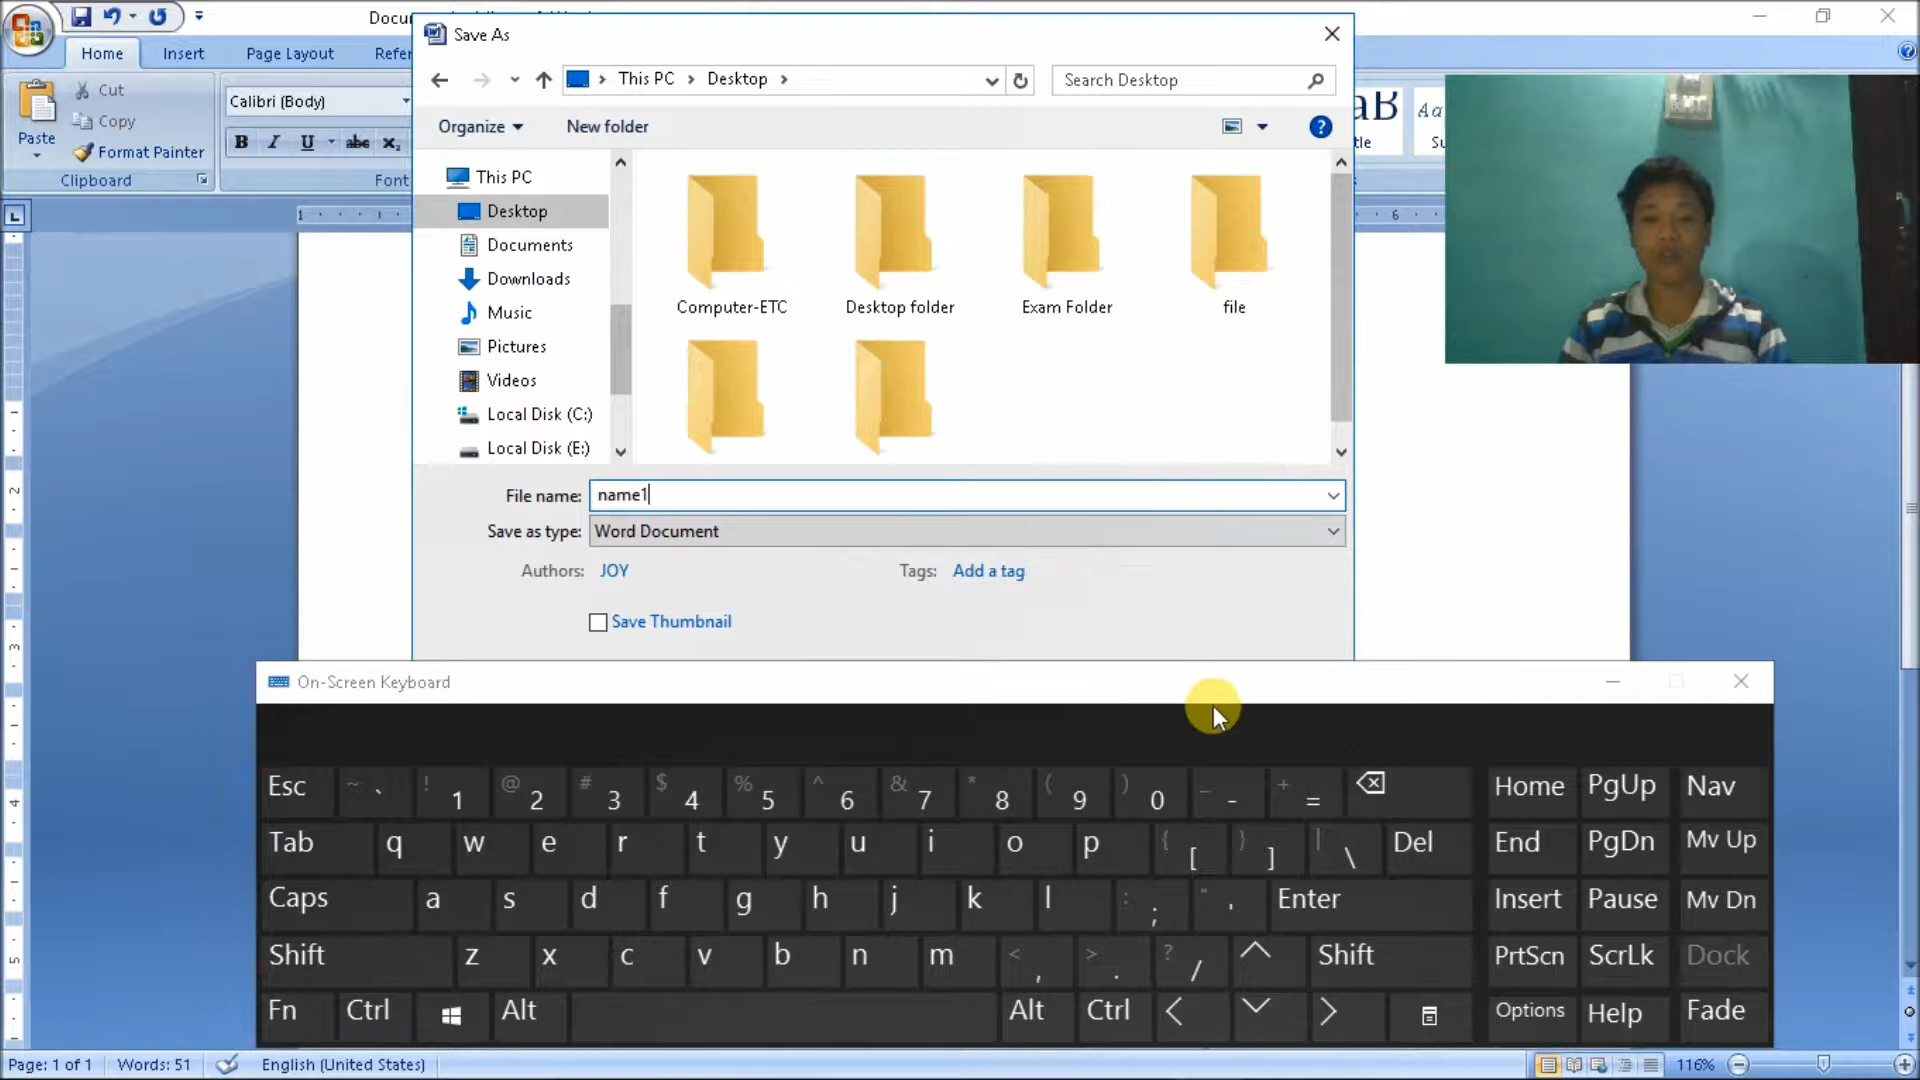 Docu
Save As
Home
Insert
Page Layout
Refer
This PC
Desktop
Search Desktop
Cut
Copy
Paste
Format Painter
Clipboard
Calibri (Body)
B I U abc x₂
Font
Organize
New folder
This PC
Desktop
Documents
Downloads
Music
Pictures
Videos
Local Disk (C:)
Local Disk (E:)
Computer-ETC
Desktop folder
Exam Folder
file
File name: name1
Save as type: Word Document
Authors: JOY
Tags: Add a tag
Save Thumbnail
On-Screen Keyboard
Esc ~ ` ! 1 @ 2 # 3 $ 4 % 5 ^ 6 & 7 * 8 ( 9 ) 0 _ - + = Home PgUp Nav
Tab q w e r t y u i o p { [ } ] | \ Del End PgDn Mv Up
Caps a s d f g h j k l : ; " ' Enter Insert Pause Mv Dn
Shift z x c v b n m < , > . ? / Shift PrtScn ScrLk Dock
Fn Ctrl Alt Alt Ctrl Options Help Fade
Page: 1 of 1
Words: 51
English (United States)
116%